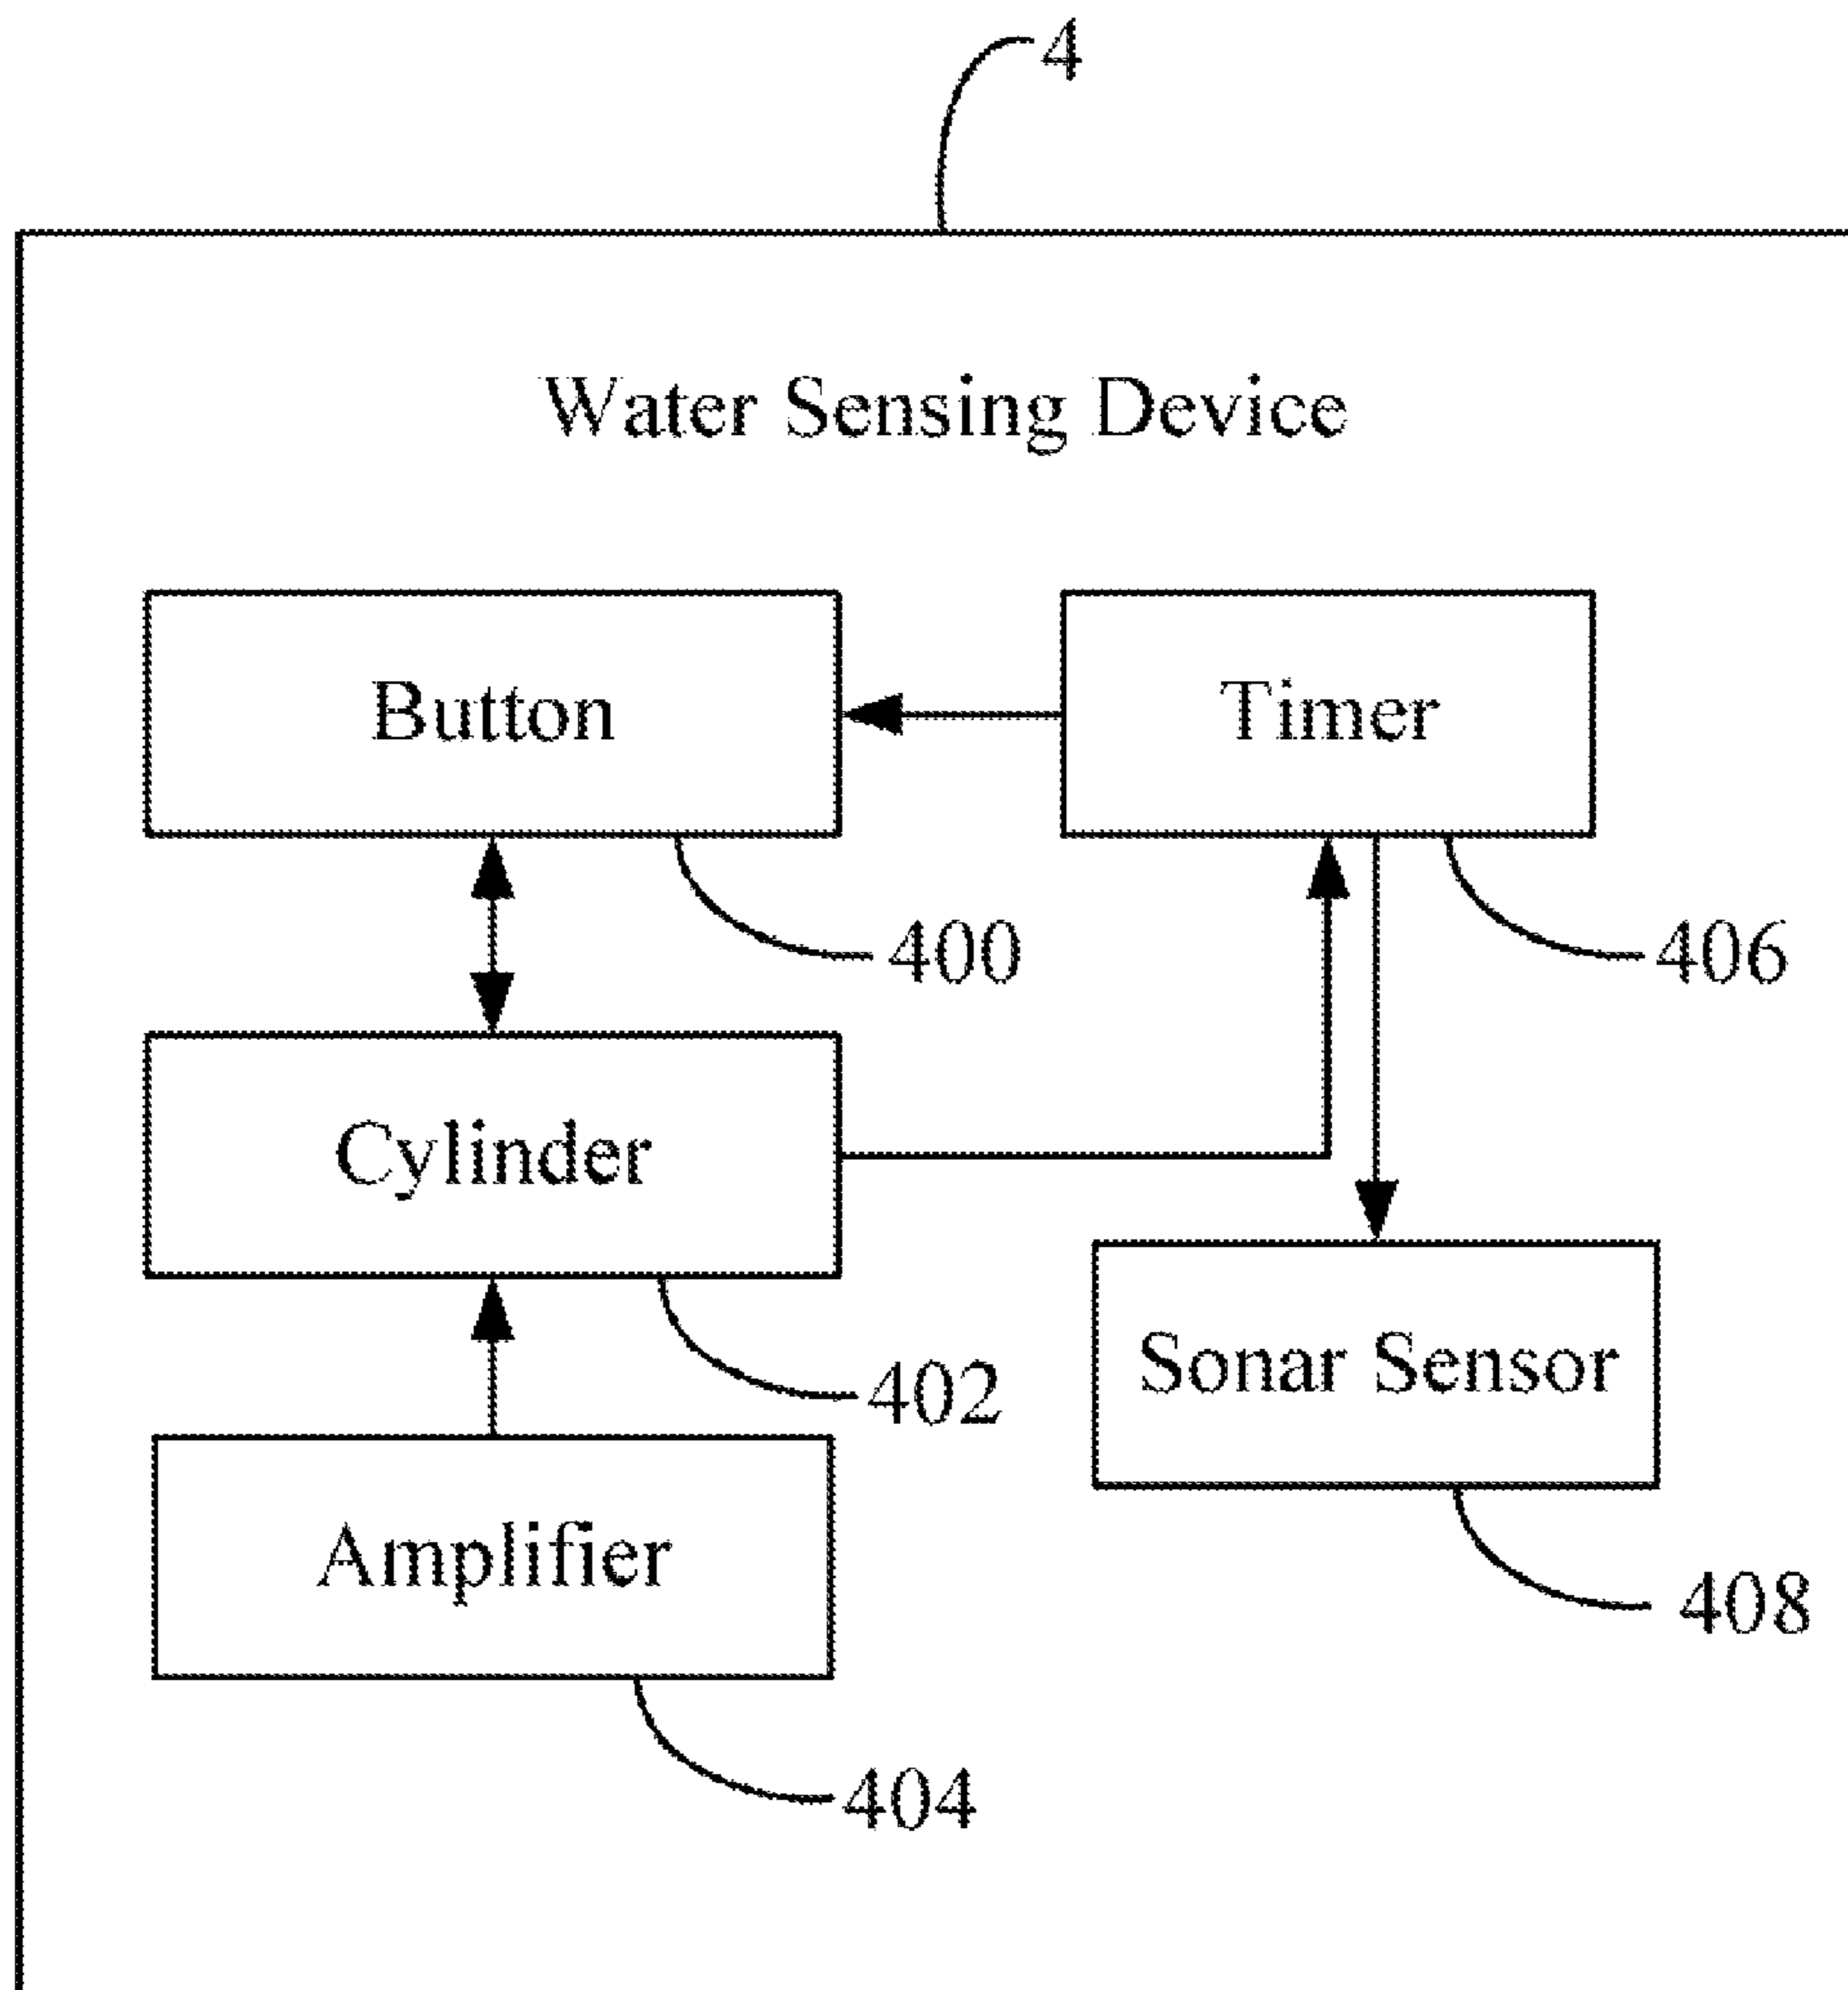 4
Water Sensing Device
Button
Timer
400
406
Cylinder
402
Sonar Sensor
Amplifier
408
404